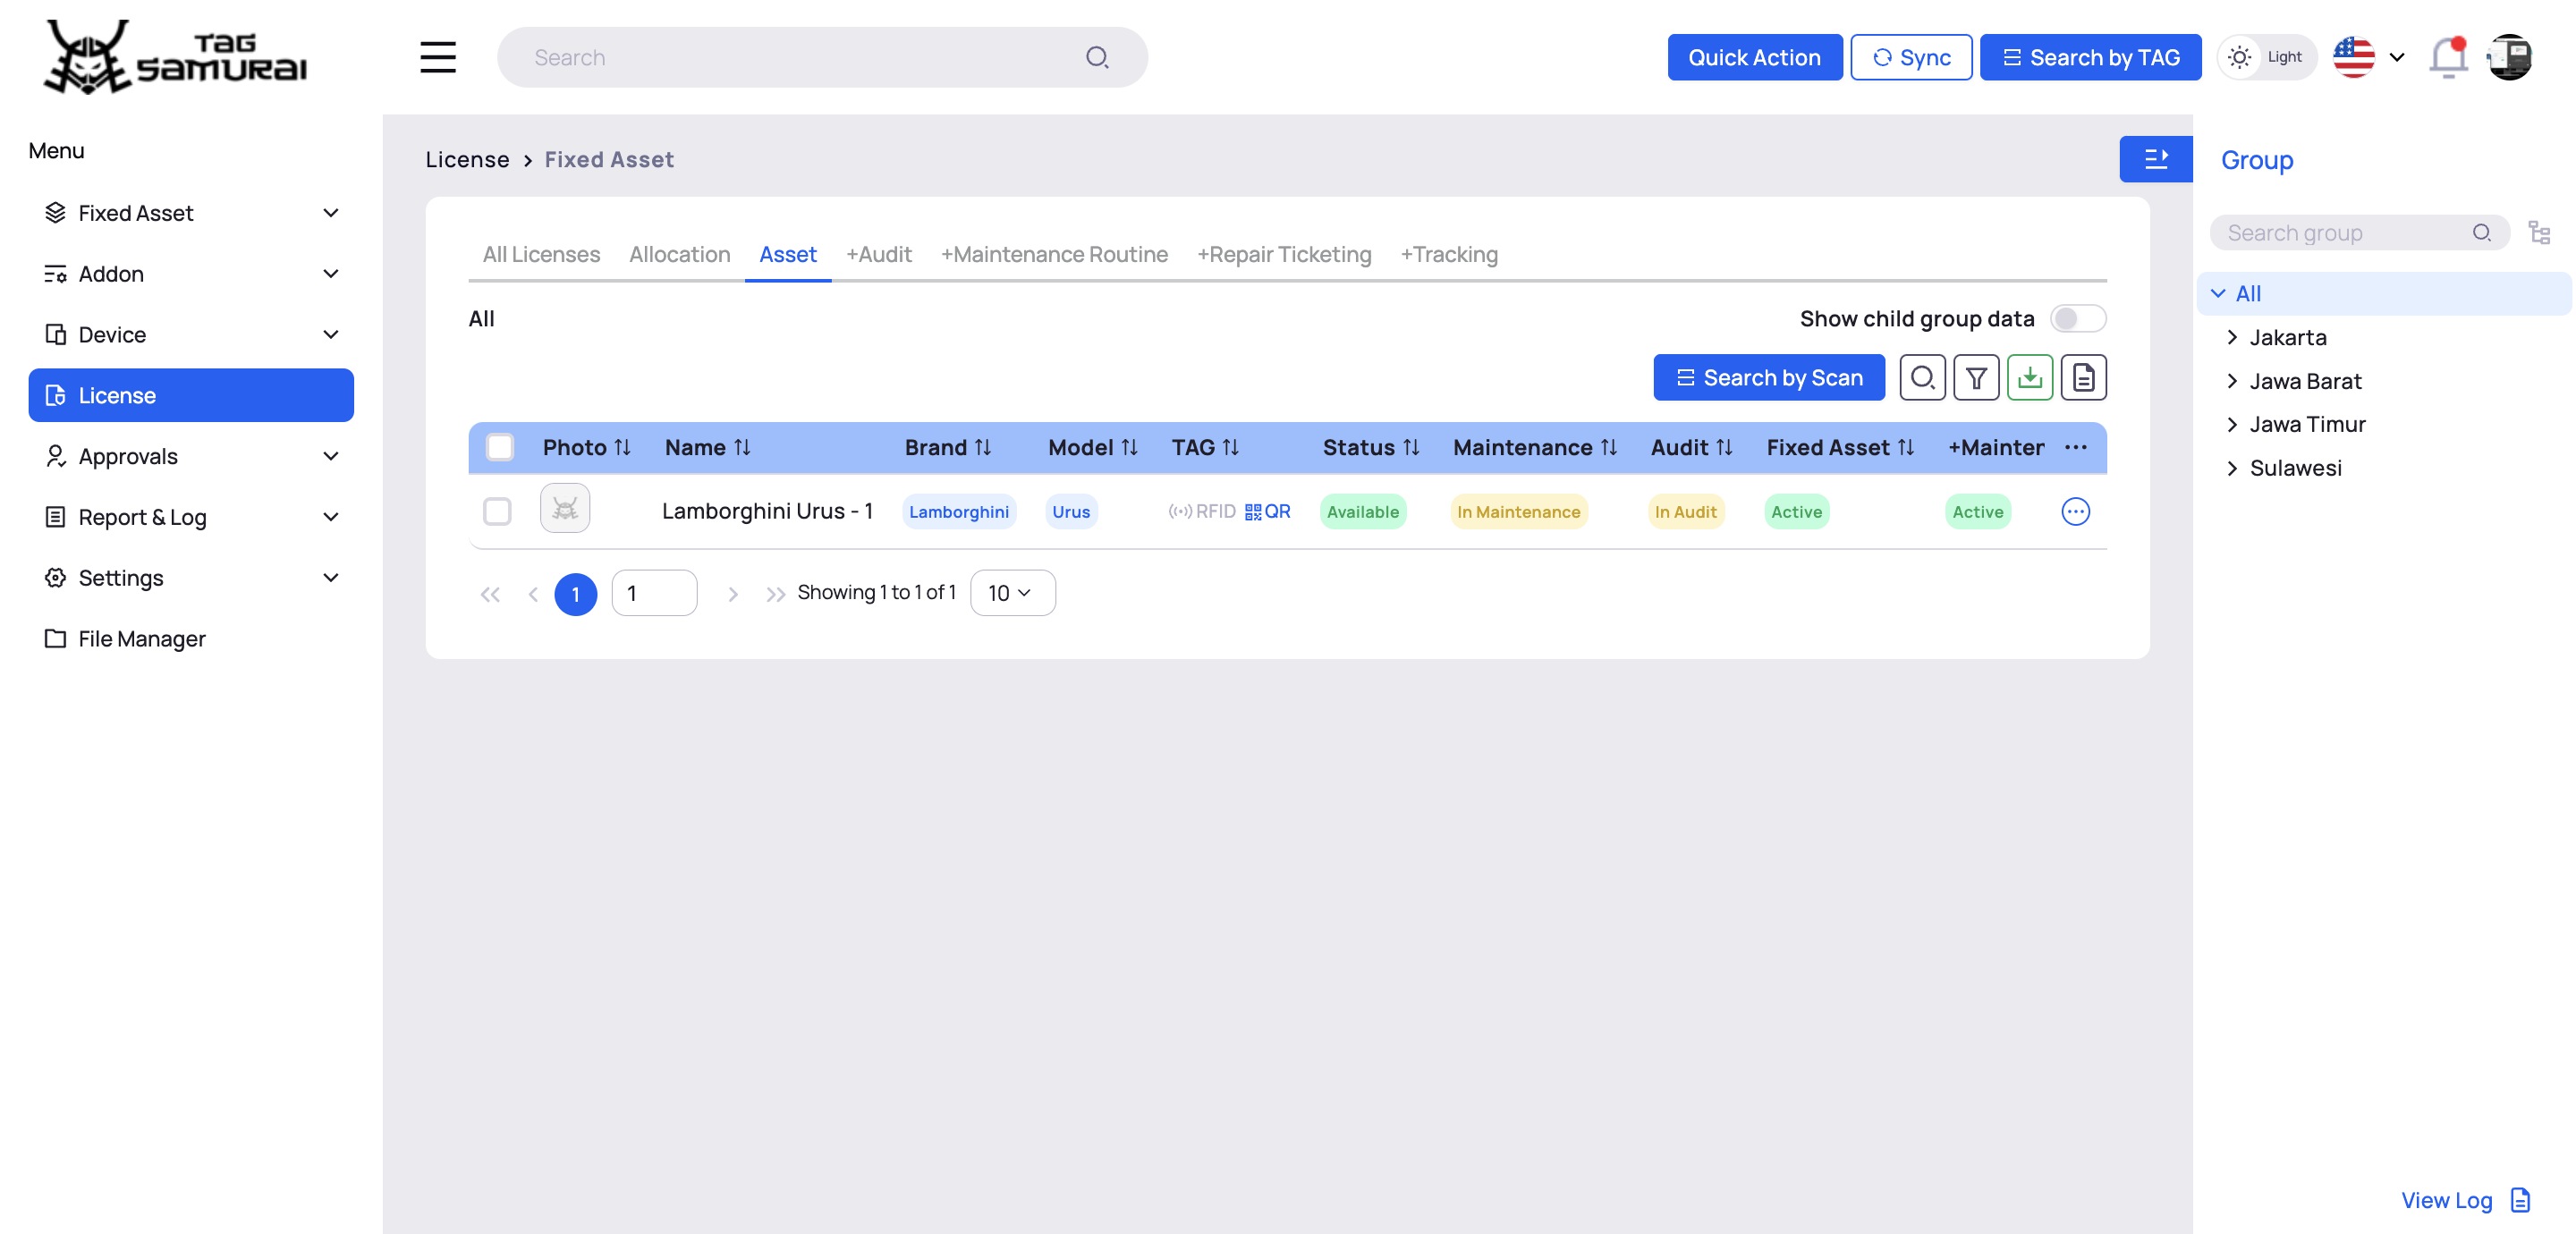 TAG SAMURAI
Search
Quick Action
Sync
Search by TAG
Light
Menu
Fixed Asset
Addon
Device
License
Approvals
Report & Log
Settings
File Manager
License > Fixed Asset
All Licenses Allocation Asset +Audit +Maintenance Routine +Repair Ticketing +Tracking
All
Show child group data
Search by Scan
Photo Name Brand Model TAG Status Maintenance Audit Fixed Asset +Mainter
Lamborghini Urus - 1 Lamborghini Urus RFID QR Available In Maintenance In Audit Active Active
1 1 Showing 1 to 1 of 1 10
Group
Search group
All
Jakarta
Jawa Barat
Jawa Timur
Sulawesi
View Log